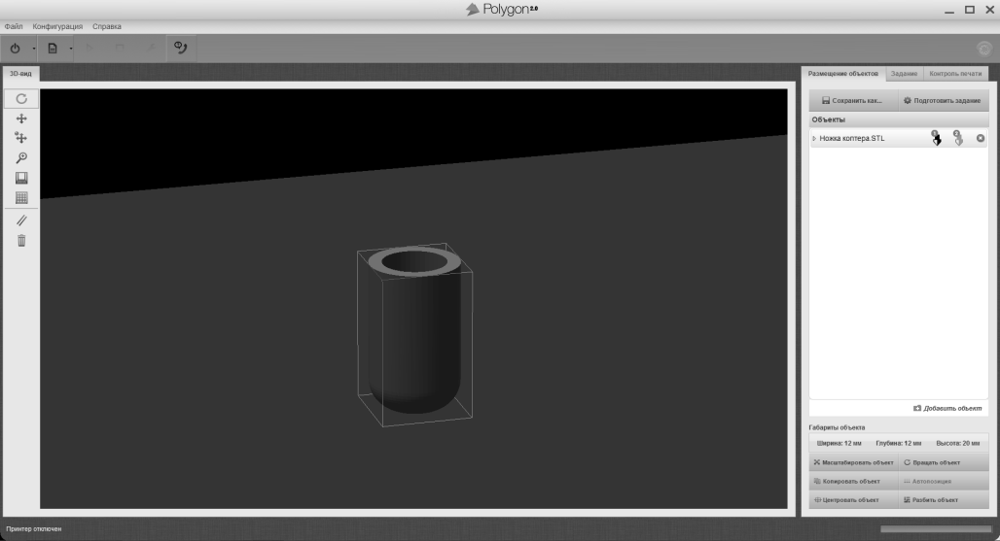 Polygon 2.0
Файл Конфигурация Справка
3D-вид
Размещение объектов Задание Контроль печати
Сохранить как... Подготовить задание
Объекты
Ножка коптера.STL
Добавить объект
Габариты объекта
Ширина: 12 мм Глубина: 12 мм Высота: 20 мм
Масштабировать объект Вращать объект
Копировать объект Автопозиция
Центровать объект Разбить объект
Принтер отключен